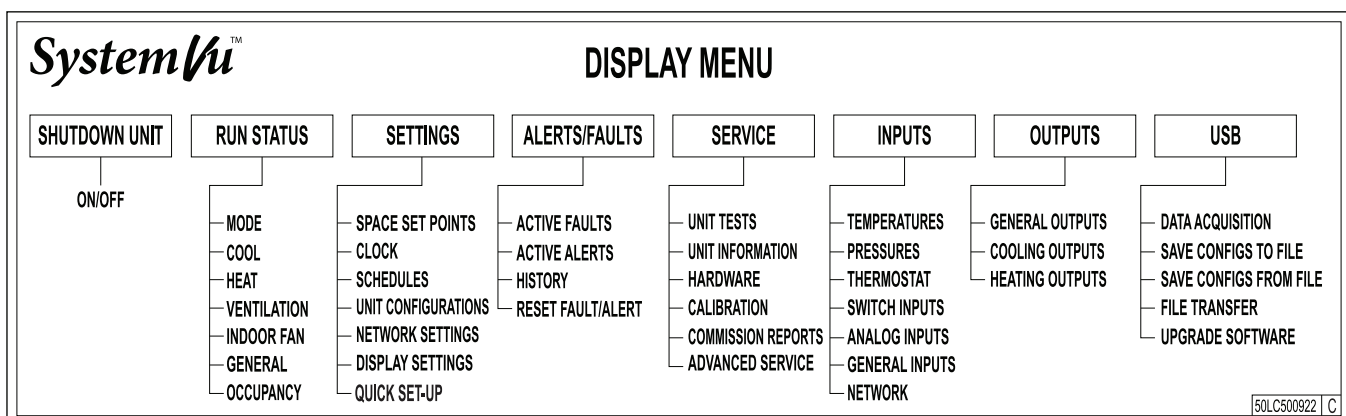 SystemVu™
DISPLAY MENU
SHUTDOWN UNIT
ON/OFF
RUN STATUS
MODE
COOL
HEAT
VENTILATION
INDOOR FAN
GENERAL
OCCUPANCY
SETTINGS
SPACE SET POINTS
CLOCK
SCHEDULES
UNIT CONFIGURATIONS
NETWORK SETTINGS
DISPLAY SETTINGS
QUICK SET-UP
ALERTS/FAULTS
ACTIVE FAULTS
ACTIVE ALERTS
HISTORY
RESET FAULT/ALERT
SERVICE
UNIT TESTS
UNIT INFORMATION
HARDWARE
CALIBRATION
COMMISSION REPORTS
ADVANCED SERVICE
INPUTS
TEMPERATURES
PRESSURES
THERMOSTAT
SWITCH INPUTS
ANALOG INPUTS
GENERAL INPUTS
NETWORK
OUTPUTS
GENERAL OUTPUTS
COOLING OUTPUTS
HEATING OUTPUTS
USB
DATA ACQUISITION
SAVE CONFIGS TO FILE
SAVE CONFIGS FROM FILE
FILE TRANSFER
UPGRADE SOFTWARE
50LC500922 C